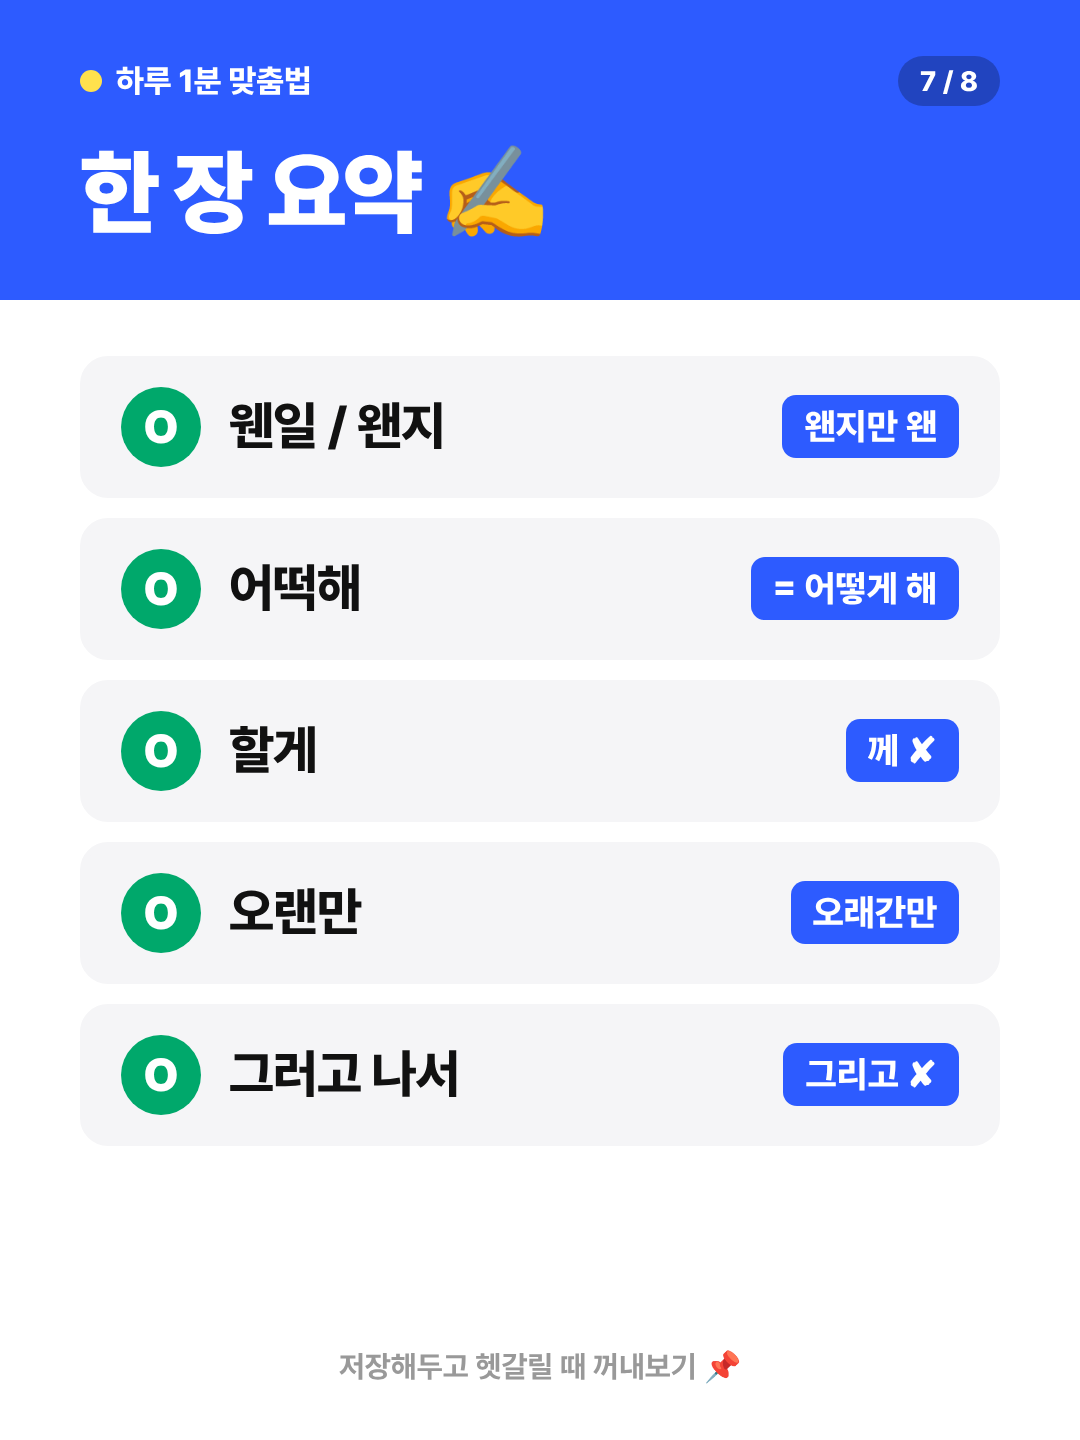 하루 1분 맞춤법
7 / 8
한 장 요약 ✍️
O 웬일 / 왠지 왠지만 왠
O 어떡해 = 어떻게 해
O 할게 께 ✘
O 오랜만 오래간만
O 그러고 나서 그리고 ✘
저장해두고 헷갈릴 때 꺼내보기 📌